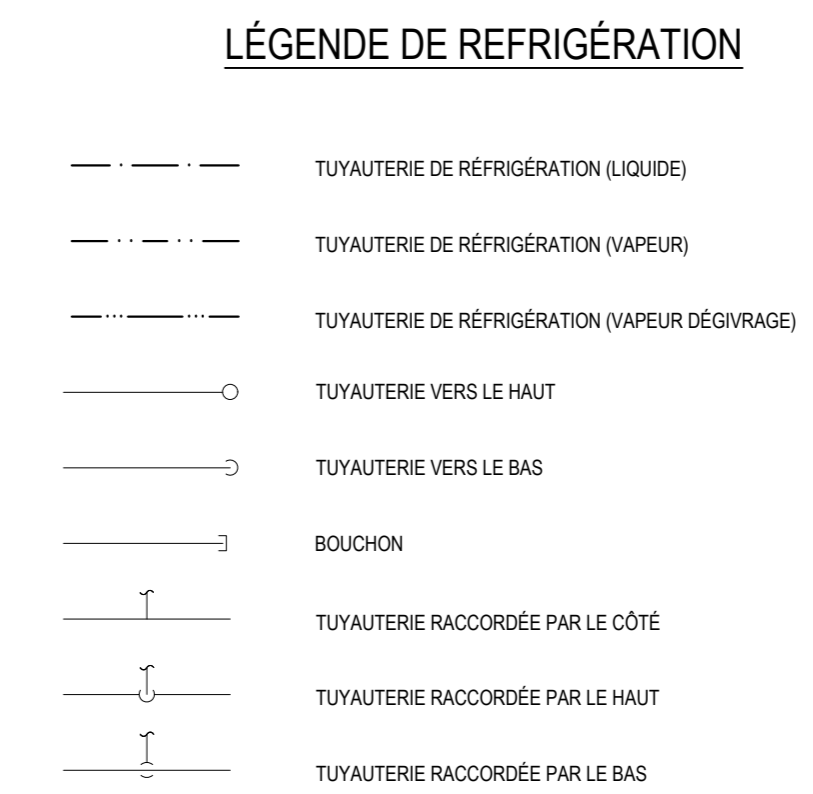 LÉGENDE DE REFRIGÉRATION
TUYAUTERIE DE RÉFRIGÉRATION (LIQUIDE)
TUYAUTERIE DE RÉFRIGÉRATION (VAPEUR)
TUYAUTERIE DE RÉFRIGÉRATION (VAPEUR DÉGIVRAGE)
TUYAUTERIE VERS LE HAUT
TUYAUTERIE VERS LE BAS
BOUCHON
TUYAUTERIE RACCORDÉE PAR LE CÔTÉ
TUYAUTERIE RACCORDÉE PAR LE HAUT
TUYAUTERIE RACCORDÉE PAR LE BAS